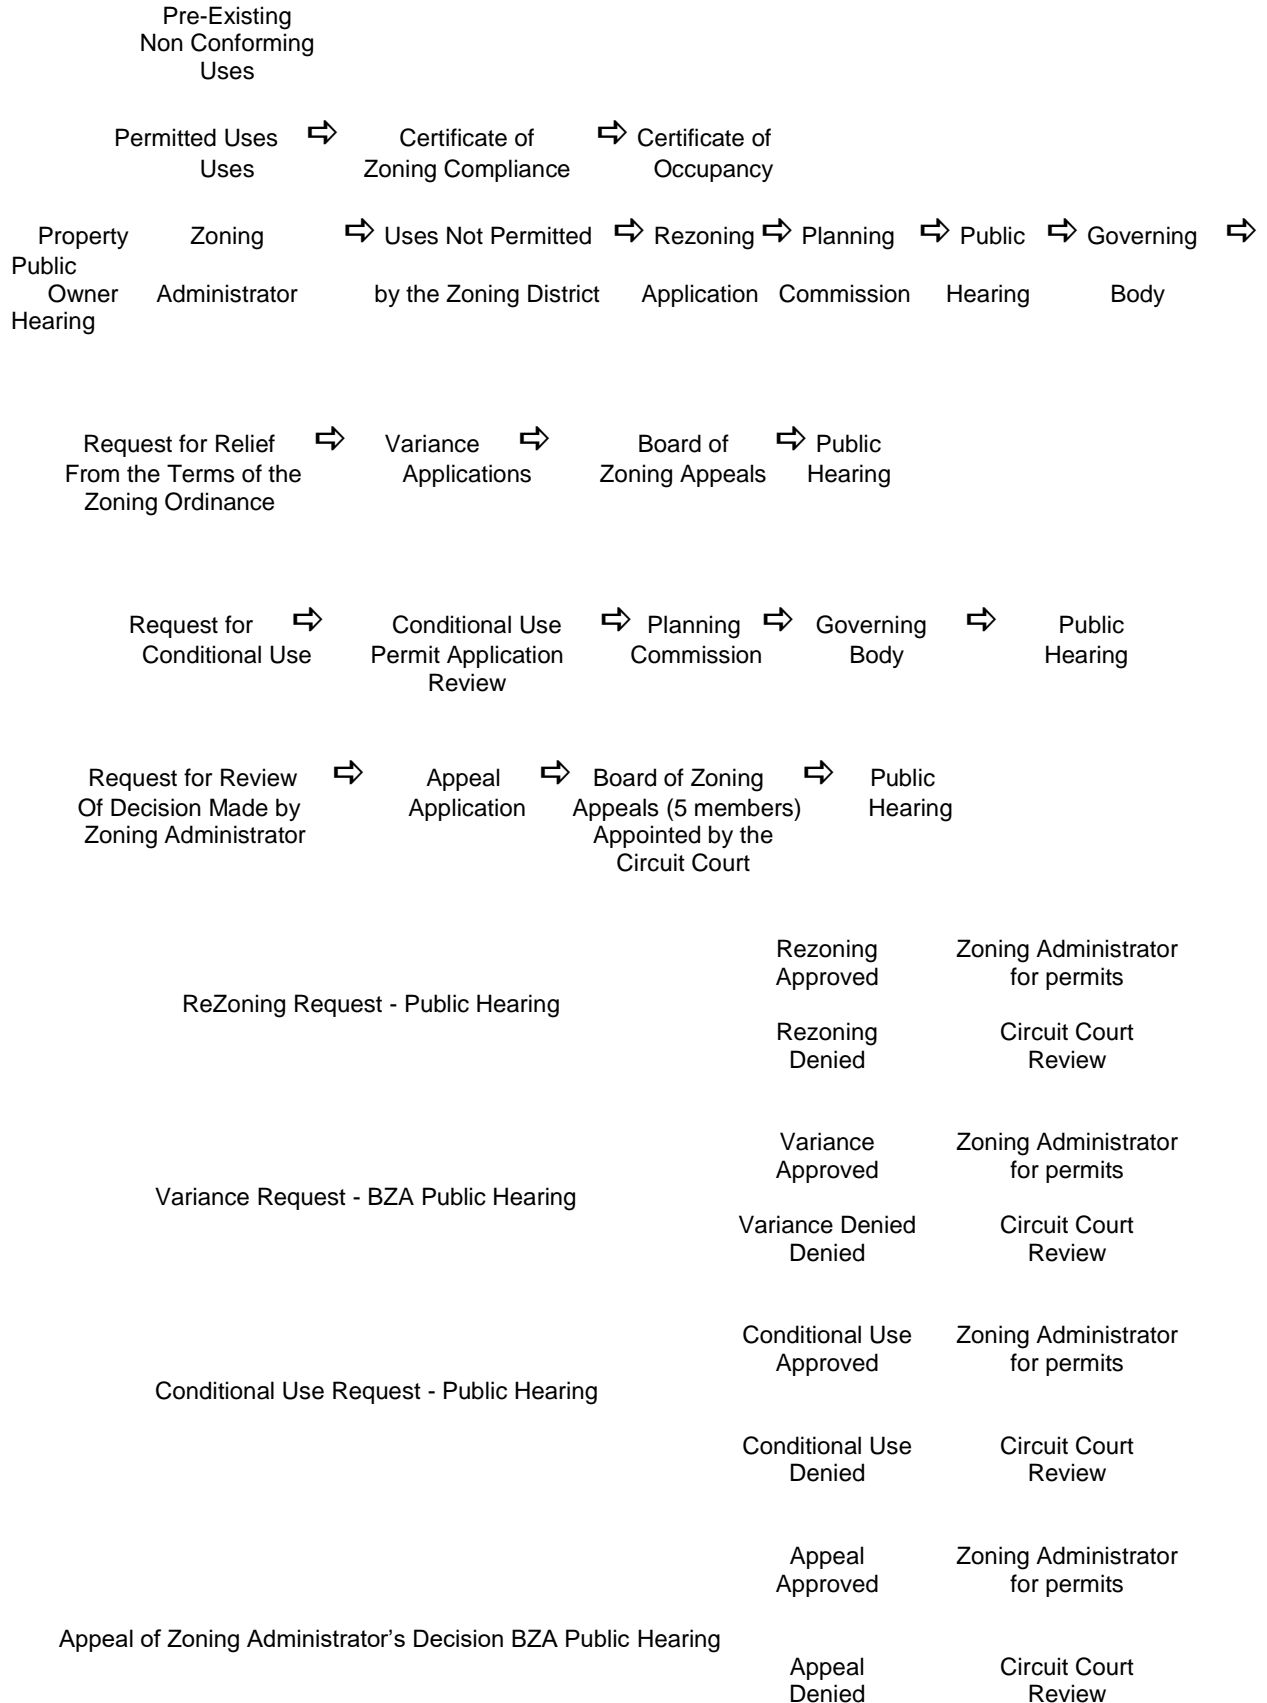 Pre-Existing
Non Conforming
Uses
Permitted Uses ⇨ Certificate of ⇨ Certificate of
Uses Zoning Compliance Occupancy
Property Zoning ⇨ Uses Not Permitted ⇨ Rezoning ⇨ Planning ⇨ Public ⇨ Governing ⇨
Public
Owner Administrator by the Zoning District Application Commission Hearing Body
Hearing
Request for Relief ⇨ Variance ⇨ Board of ⇨ Public
From the Terms of the Applications Zoning Appeals Hearing
Zoning Ordinance
Request for ⇨ Conditional Use ⇨ Planning ⇨ Governing ⇨ Public
Conditional Use Permit Application Commission Body Hearing
Review
Request for Review ⇨ Appeal ⇨ Board of Zoning ⇨ Public
Of Decision Made by Application Appeals (5 members) Hearing
Zoning Administrator Appointed by the
Circuit Court
Rezoning Zoning Administrator
Approved for permits
ReZoning Request - Public Hearing
Rezoning Circuit Court
Denied Review
Variance Zoning Administrator
Approved for permits
Variance Request - BZA Public Hearing
Variance Denied Circuit Court
Denied Review
Conditional Use Zoning Administrator
Approved for permits
Conditional Use Request - Public Hearing
Conditional Use Circuit Court
Denied Review
Appeal Zoning Administrator
Approved for permits
Appeal of Zoning Administrator’s Decision BZA Public Hearing
Appeal Circuit Court
Denied Review